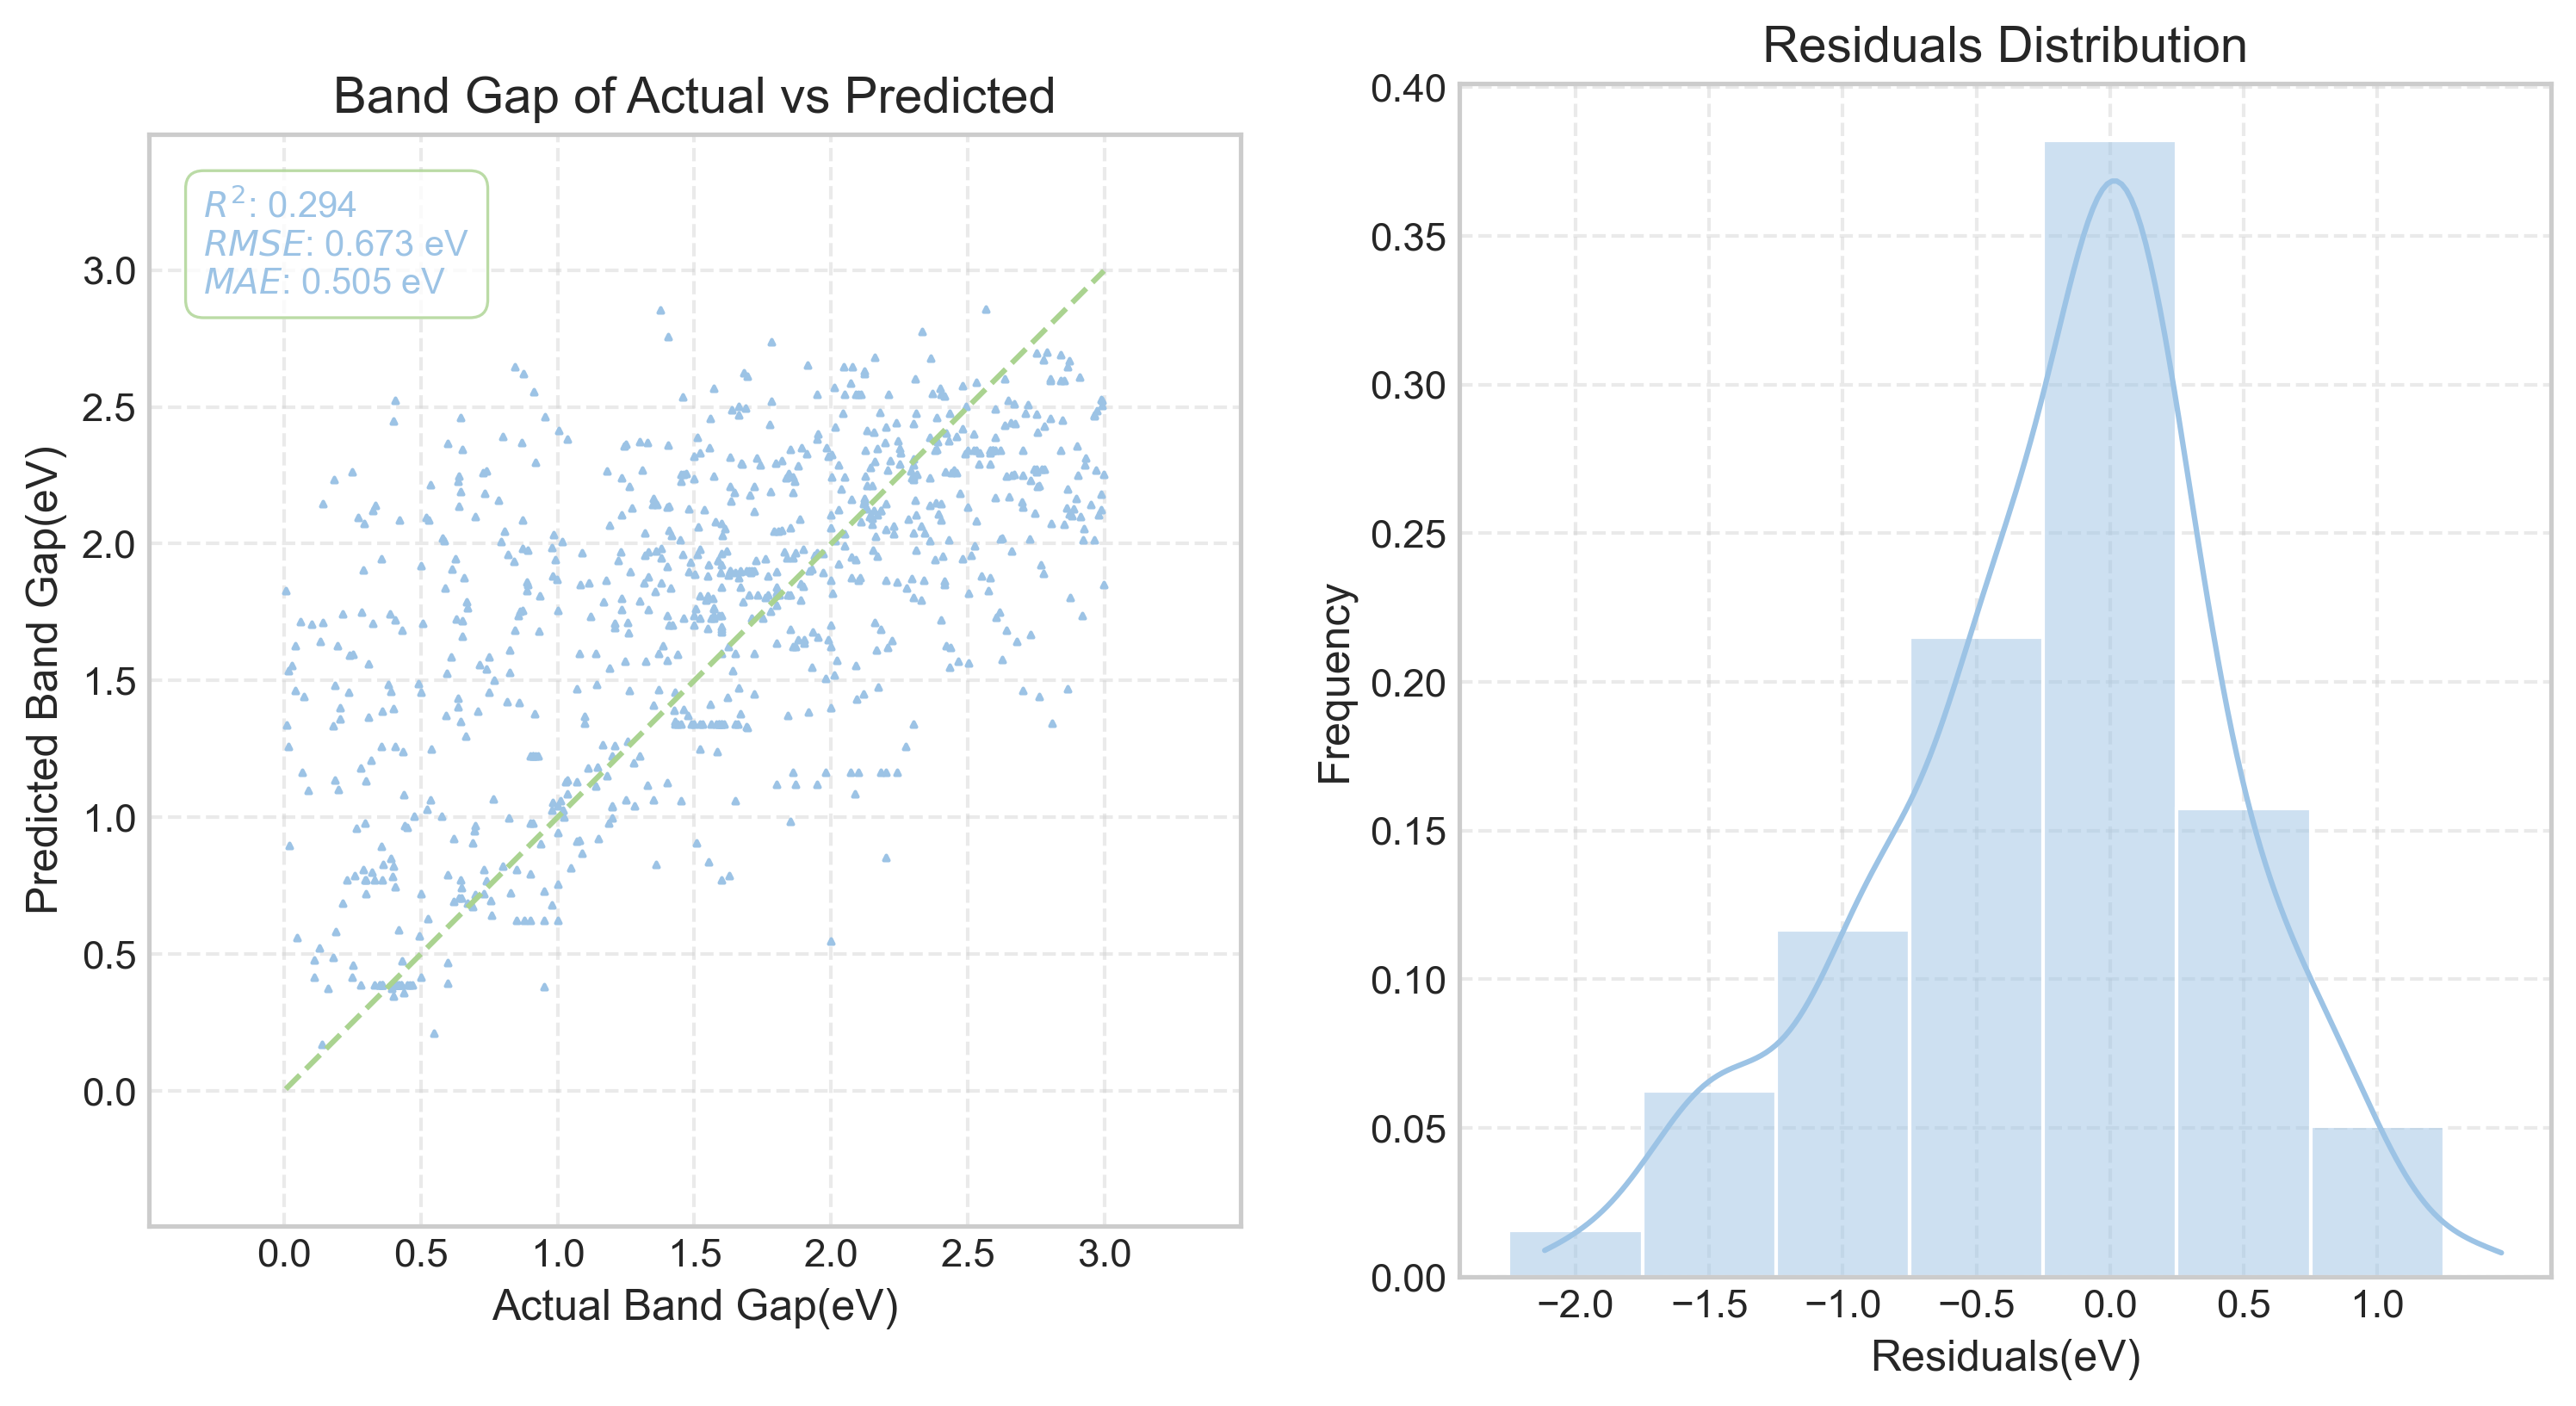 Band Gap of Actual vs Predicted
R²: 0.294
RMSE: 0.673 eV
MAE: 0.505 eV
Predicted Band Gap(eV)
3.0
2.5
2.0
1.5
1.0
0.5
0.0
0.0 0.5 1.0 1.5 2.0 2.5 3.0
Actual Band Gap(eV)
Residuals Distribution
Frequency
0.40
0.35
0.30
0.25
0.20
0.15
0.10
0.05
0.00
−2.0 −1.5 −1.0 −0.5 0.0 0.5 1.0
Residuals(eV)